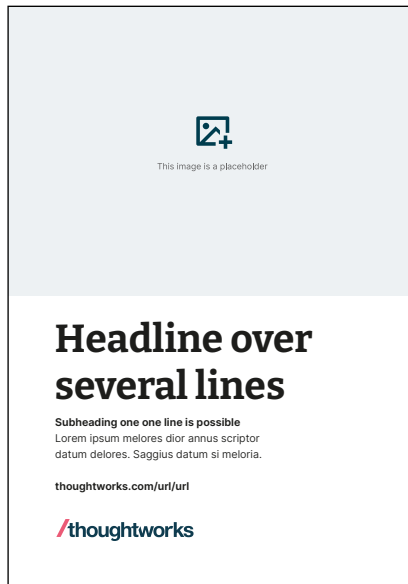 This image is a placeholder
Headline over
several lines
Subheading one one line is possible
Lorem ipsum melores dior annus scriptor
datum delores. Saggius datum si meloria.
thoughtworks.com/url/url
/thoughtworks